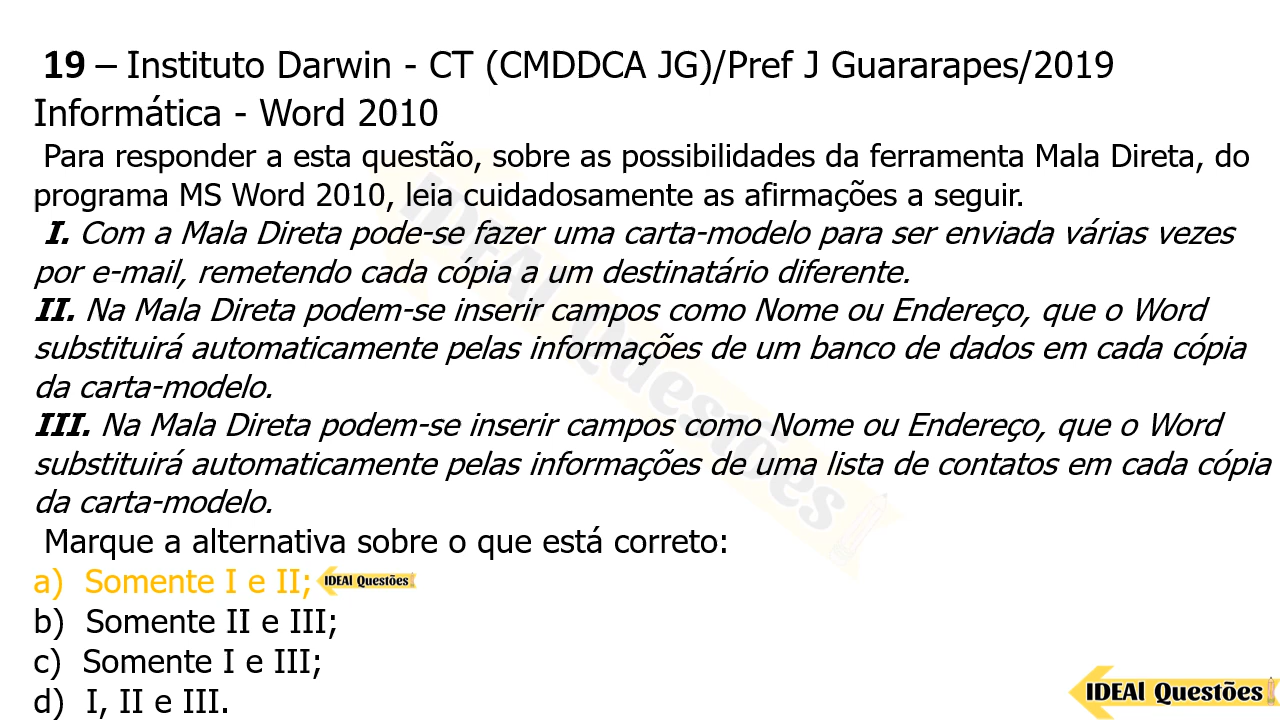 19 – Instituto Darwin - CT (CMDDCA JG)/Pref J Guararapes/2019
Informática - Word 2010
Para responder a esta questão, sobre as possibilidades da ferramenta Mala Direta, do
programa MS Word 2010, leia cuidadosamente as afirmações a seguir.
I. Com a Mala Direta pode-se fazer uma carta-modelo para ser enviada várias vezes
por e-mail, remetendo cada cópia a um destinatário diferente.
II. Na Mala Direta podem-se inserir campos como Nome ou Endereço, que o Word
substituirá automaticamente pelas informações de um banco de dados em cada cópia
da carta-modelo.
III. Na Mala Direta podem-se inserir campos como Nome ou Endereço, que o Word
substituirá automaticamente pelas informações de uma lista de contatos em cada cópia
da carta-modelo.
Marque a alternativa sobre o que está correto:
a) Somente I e II; IDEAl Questões
b) Somente II e III;
c) Somente I e III;
d) I, II e III.
IDEAl Questões
IDEAl Questões